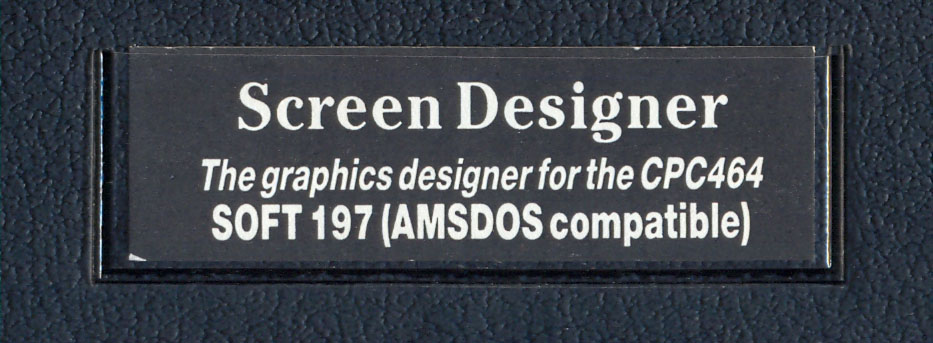 Screen Designer
The graphics designer for the CPC464
SOFT 197 (AMSDOS compatible)